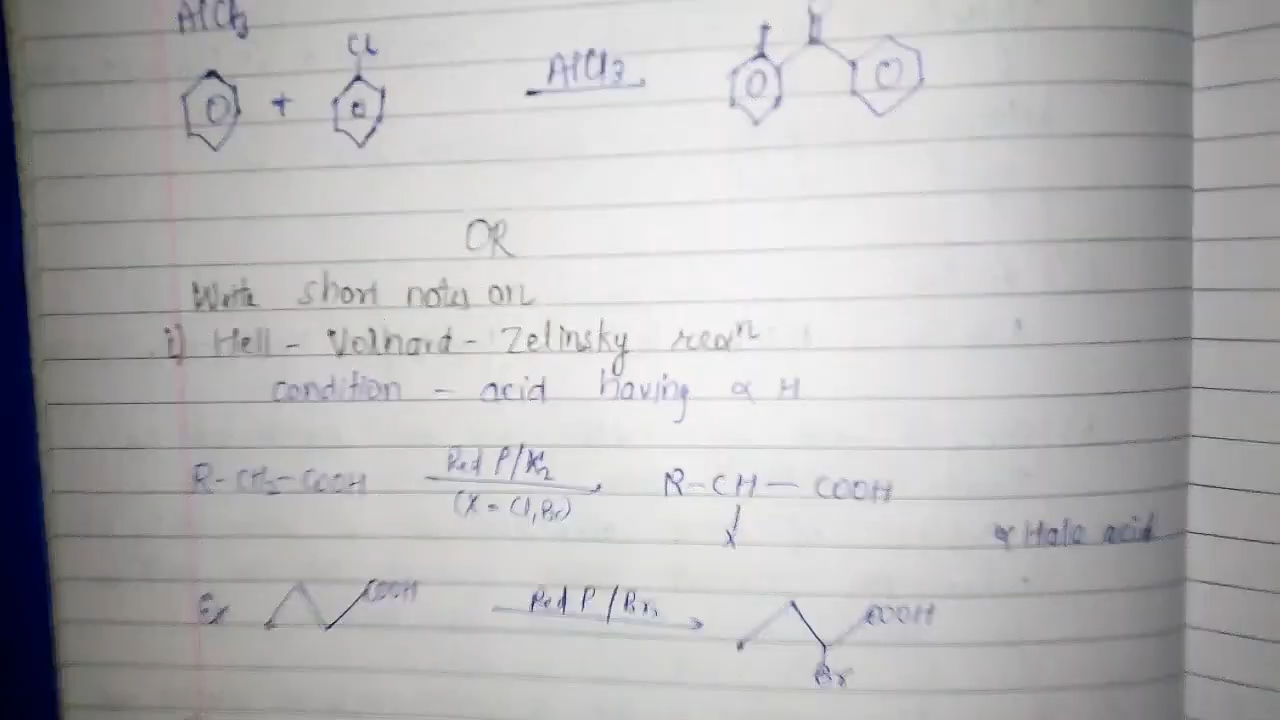 AlCl3
Cl
+ AlCl3
OR
Write short notes on
i) Hell - Volhard - Zelinsky reaⁿ
condition - acid having α H
R-CH2-COOH Red P/X2 (X = Cl, Br) R-CH-COOH
X
α Halo acid
Ex COOH Red P/Br2 COOH
Br